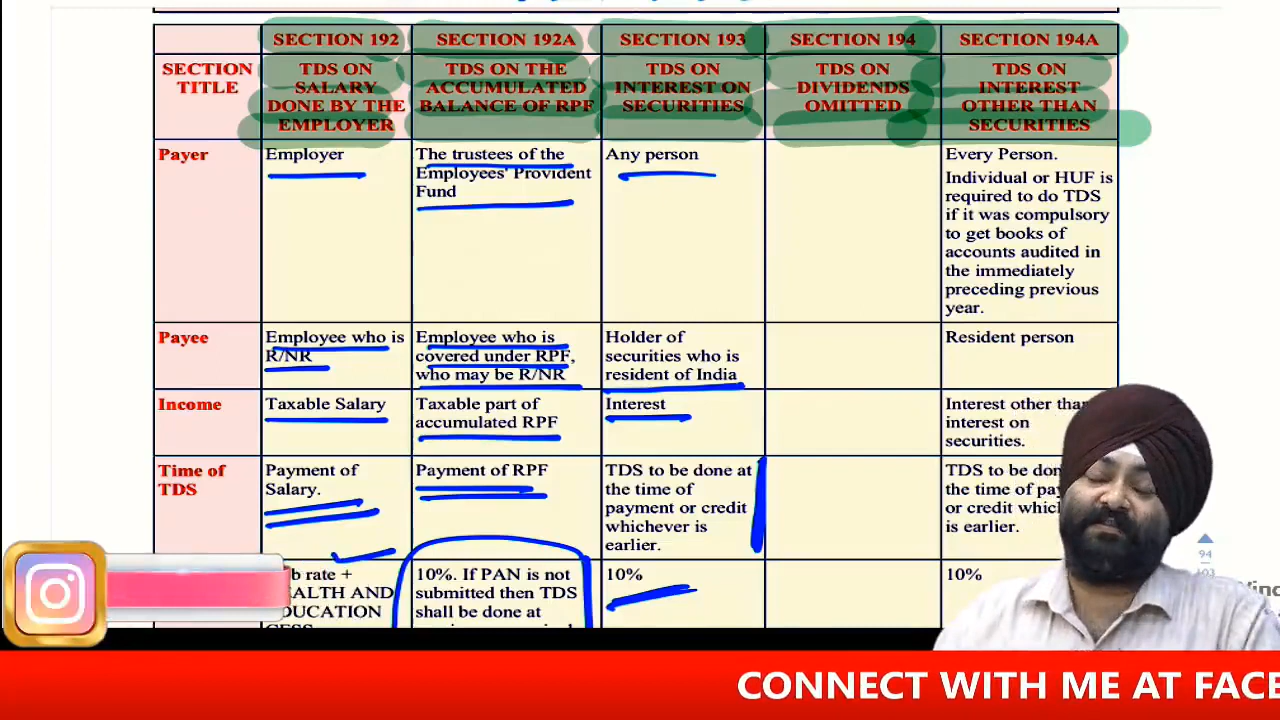 SECTION 192
SECTION 192A
SECTION 193
SECTION 194
SECTION 194A
SECTION
TITLE
TDS ON
SALARY
DONE BY THE
EMPLOYER
TDS ON THE
ACCUMULATED
BALANCE OF RPF
TDS ON
INTEREST ON
SECURITIES
TDS ON
DIVIDENDS
OMITTED
TDS ON
INTEREST
OTHER THAN
SECURITIES
Payer
Employer
The trustees of the
Employees' Provident
Fund
Any person
Every Person.
Individual or HUF is
required to do TDS
if it was compulsory
to get books of
accounts audited in
the immediately
preceding previous
year.
Payee
Employee who is
R/NR
Employee who is
covered under RPF,
who may be R/NR
Holder of
securities who is
resident of India
Resident person
Income
Taxable Salary
Taxable part of
accumulated RPF
Interest
Interest other than
interest on
securities.
Time of
TDS
Payment of
Salary.
Payment of RPF
TDS to be done at
the time of
payment or credit
whichever is
earlier.
TDS to be
the time of
or credit
is earlier.
rate +
AND
10%. If PAN is not
submitted then TDS
shall be done at
10%
10%
94
CONNECT WITH ME AT FACE